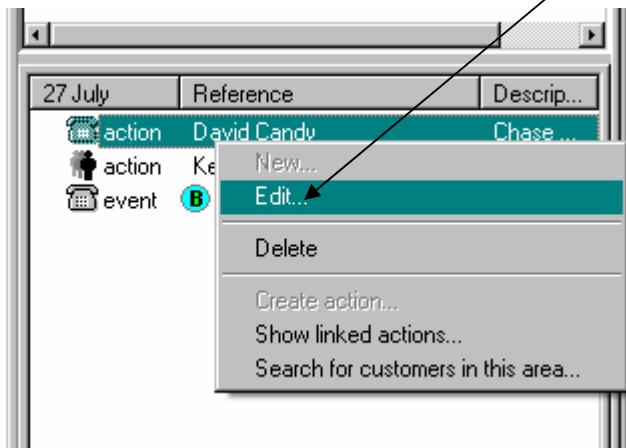 27 July Reference Descrip...
action David Candy Chase ...
action Ke
event B
New...
Edit...
Delete
Create action...
Show linked actions...
Search for customers in this area...